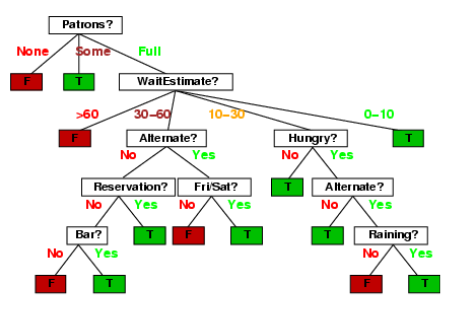 Patrons?
None Some Full
F T WaitEstimate?
>60 30–60 10–30 0–10
F Alternate? Hungry? T
No Yes No Yes
Reservation? Fri/Sat? T Alternate?
No Yes No Yes No Yes
Bar? T F T T Raining?
No Yes No Yes
F T F T